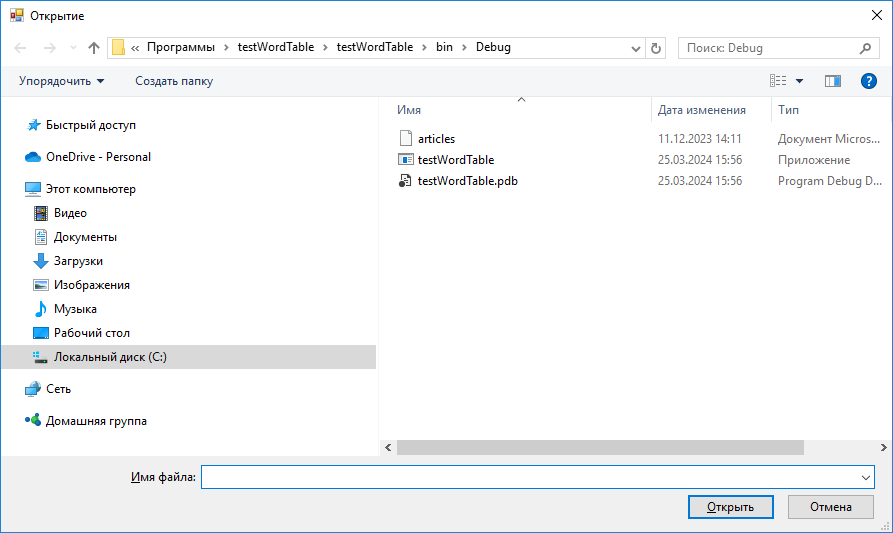 Открытие
« Программы › testWordTable › testWordTable › bin › Debug
Поиск: Debug
Упорядочить
Создать папку
?
Быстрый доступ
OneDrive - Personal
Этот компьютер
Видео
Документы
Загрузки
Изображения
Музыка
Рабочий стол
Локальный диск (C:)
Сеть
Домашняя группа
Имя Дата изменения Тип
articles 11.12.2023 14:11 Документ Micros...
testWordTable 25.03.2024 15:56 Приложение
testWordTable.pdb 25.03.2024 15:56 Program Debug D...
Имя файла:
Открыть Отмена